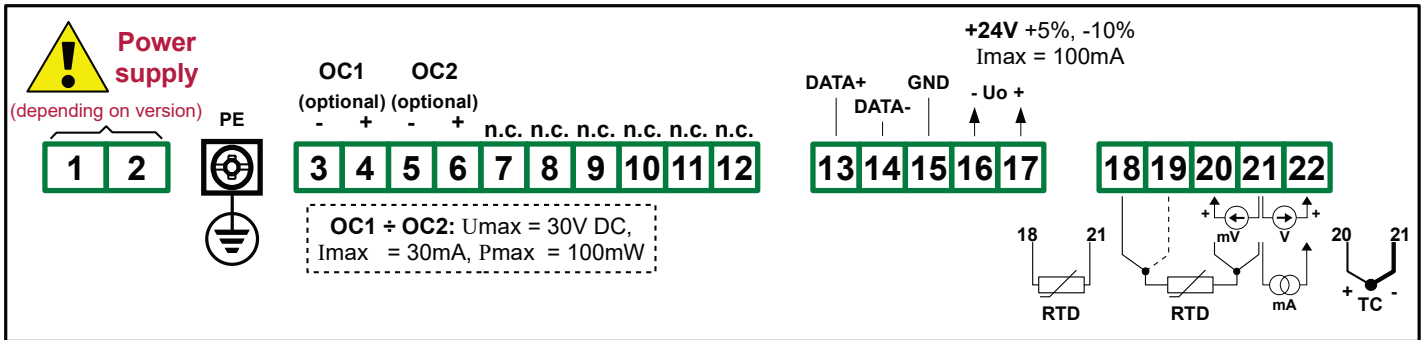 Power
supply
(depending on version)
PE
OC1 OC2
(optional) (optional)
- + - +
n.c. n.c. n.c. n.c. n.c. n.c.
+24V +5%, -10%
Imax = 100mA
DATA+ GND
DATA-
- Uo +
1 2
3 4 5 6 7 8 9 10 11 12
13 14 15 16 17
18 19 20 21 22
OC1 ÷ OC2: Umax = 30V DC,
Imax = 30mA, Pmax = 100mW
+ mV V +
18 21
RTD
RTD
mA
20 21
+ TC -